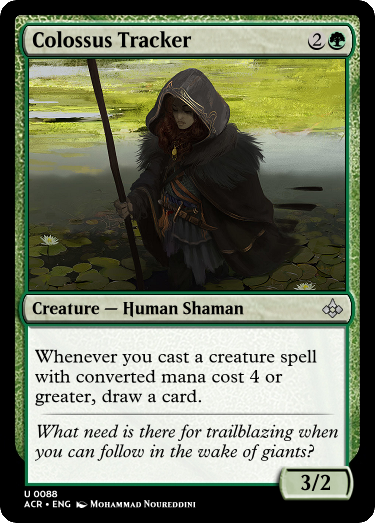 Colossus Tracker 2
Creature — Human Shaman
Whenever you cast a creature spell
with converted mana cost 4 or
greater, draw a card.
What need is there for trailblazing when
you can follow in the wake of giants?
3/2
U 0088
ACR • ENG Mohammad Noureddini